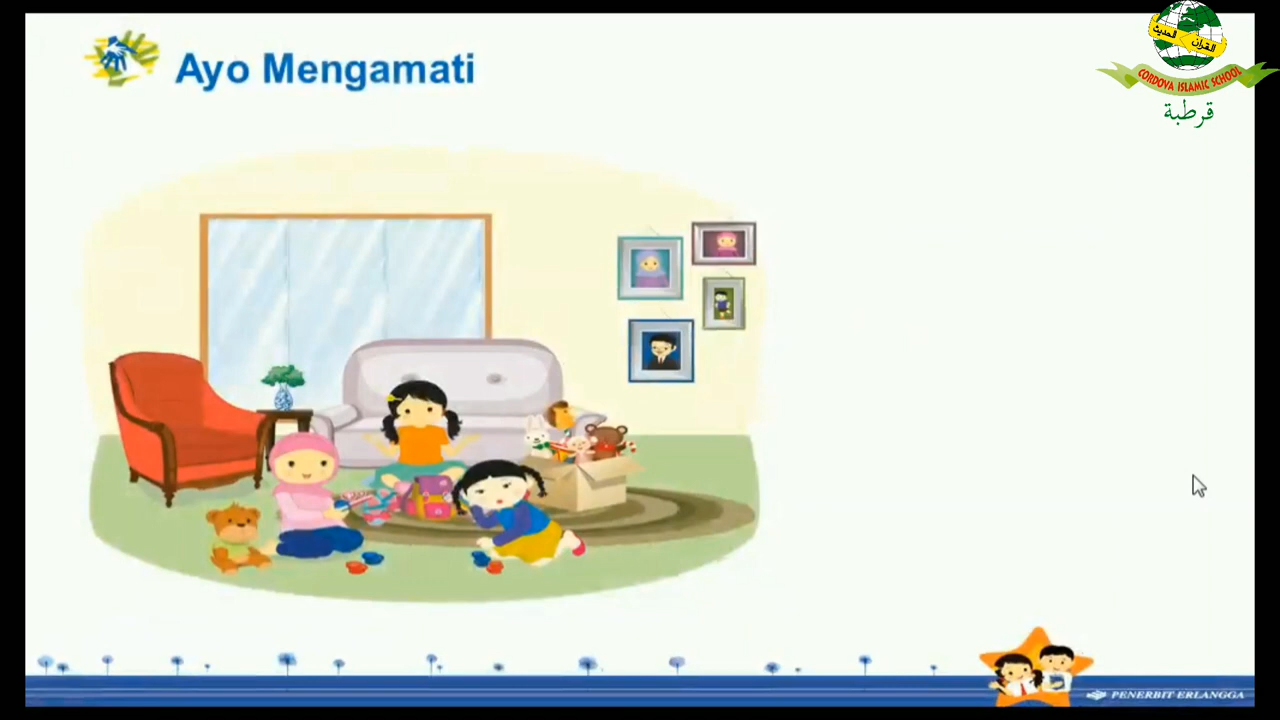 Ayo Mengamati
القرآن الحديث
CORDOVA ISLAMIC SCHOOL
قرطبة
PENERBIT ERLANGGA